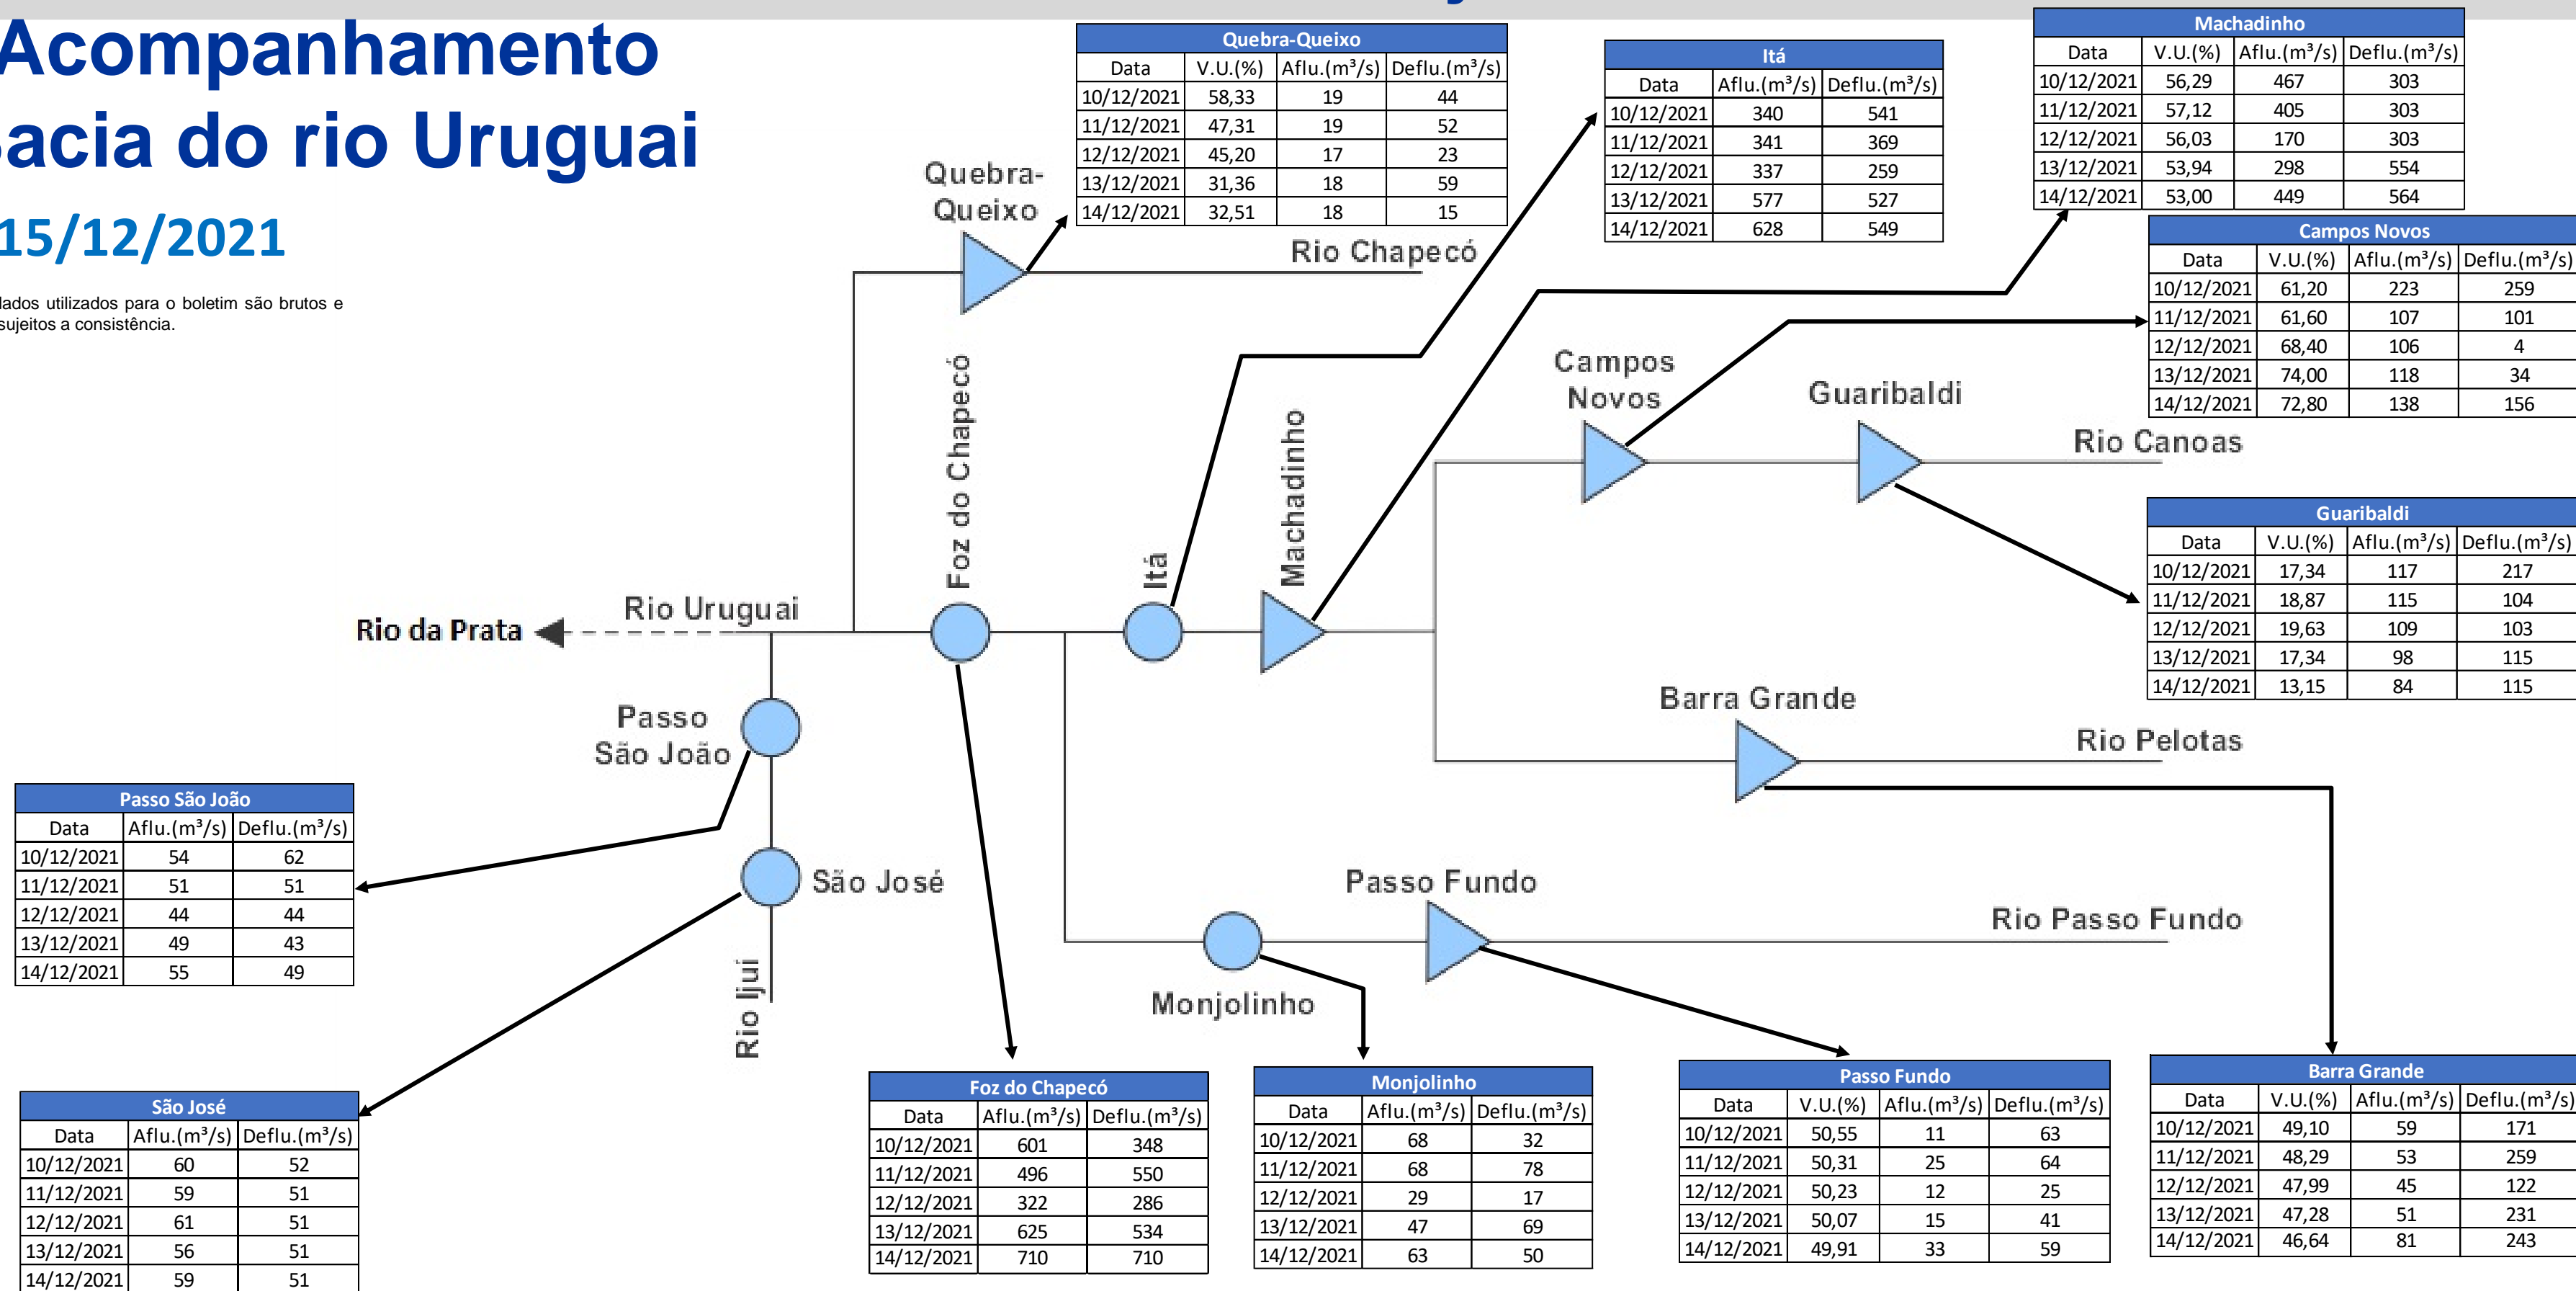 Acompanhamento
acia do rio Uruguai
15/12/2021
dados utilizados para o boletim são brutos e
sujeitos a consistência.
Quebra-Queixo
Data V.U.(%) Aflu.(m³/s) Deflu.(m³/s)
10/12/2021 58,33 19 44
11/12/2021 47,31 19 52
12/12/2021 45,20 17 23
13/12/2021 31,36 18 59
14/12/2021 32,51 18 15
Itá
Data Aflu.(m³/s) Deflu.(m³/s)
10/12/2021 340 541
11/12/2021 341 369
12/12/2021 337 259
13/12/2021 577 527
14/12/2021 628 549
Machadinho
Data V.U.(%) Aflu.(m³/s) Deflu.(m³/s)
10/12/2021 56,29 467 303
11/12/2021 57,12 405 303
12/12/2021 56,03 170 303
13/12/2021 53,94 298 554
14/12/2021 53,00 449 564
Campos Novos
Data V.U.(%) Aflu.(m³/s) Deflu.(m³/s)
10/12/2021 61,20 223 259
11/12/2021 61,60 107 101
12/12/2021 68,40 106 4
13/12/2021 74,00 118 34
14/12/2021 72,80 138 156
Quebra-
Queixo
Rio Chapecó
Foz do Chapecó
Itá
Machadinho
Campos
Novos
Guaribaldi
Rio Canoas
Guaribaldi
Data V.U.(%) Aflu.(m³/s) Deflu.(m³/s)
10/12/2021 17,34 117 217
11/12/2021 18,87 115 104
12/12/2021 19,63 109 103
13/12/2021 17,34 98 115
14/12/2021 13,15 84 115
Rio Uruguai
Rio da Prata
Passo
São João
São José
Rio Ijuí
Barra Grande
Rio Pelotas
Passo Fundo
Rio Passo Fundo
Monjolinho
Passo São João
Data Aflu.(m³/s) Deflu.(m³/s)
10/12/2021 54 62
11/12/2021 51 51
12/12/2021 44 44
13/12/2021 49 43
14/12/2021 55 49
São José
Data Aflu.(m³/s) Deflu.(m³/s)
10/12/2021 60 52
11/12/2021 59 51
12/12/2021 61 51
13/12/2021 56 51
14/12/2021 59 51
Foz do Chapecó
Data Aflu.(m³/s) Deflu.(m³/s)
10/12/2021 601 348
11/12/2021 496 550
12/12/2021 322 286
13/12/2021 625 534
14/12/2021 710 710
Monjolinho
Data Aflu.(m³/s) Deflu.(m³/s)
10/12/2021 68 32
11/12/2021 68 78
12/12/2021 29 17
13/12/2021 47 69
14/12/2021 63 50
Passo Fundo
Data V.U.(%) Aflu.(m³/s) Deflu.(m³/s)
10/12/2021 50,55 11 63
11/12/2021 50,31 25 64
12/12/2021 50,23 12 25
13/12/2021 50,07 15 41
14/12/2021 49,91 33 59
Barra Grande
Data V.U.(%) Aflu.(m³/s) Deflu.(m³/s)
10/12/2021 49,10 59 171
11/12/2021 48,29 53 259
12/12/2021 47,99 45 122
13/12/2021 47,28 51 231
14/12/2021 46,64 81 243